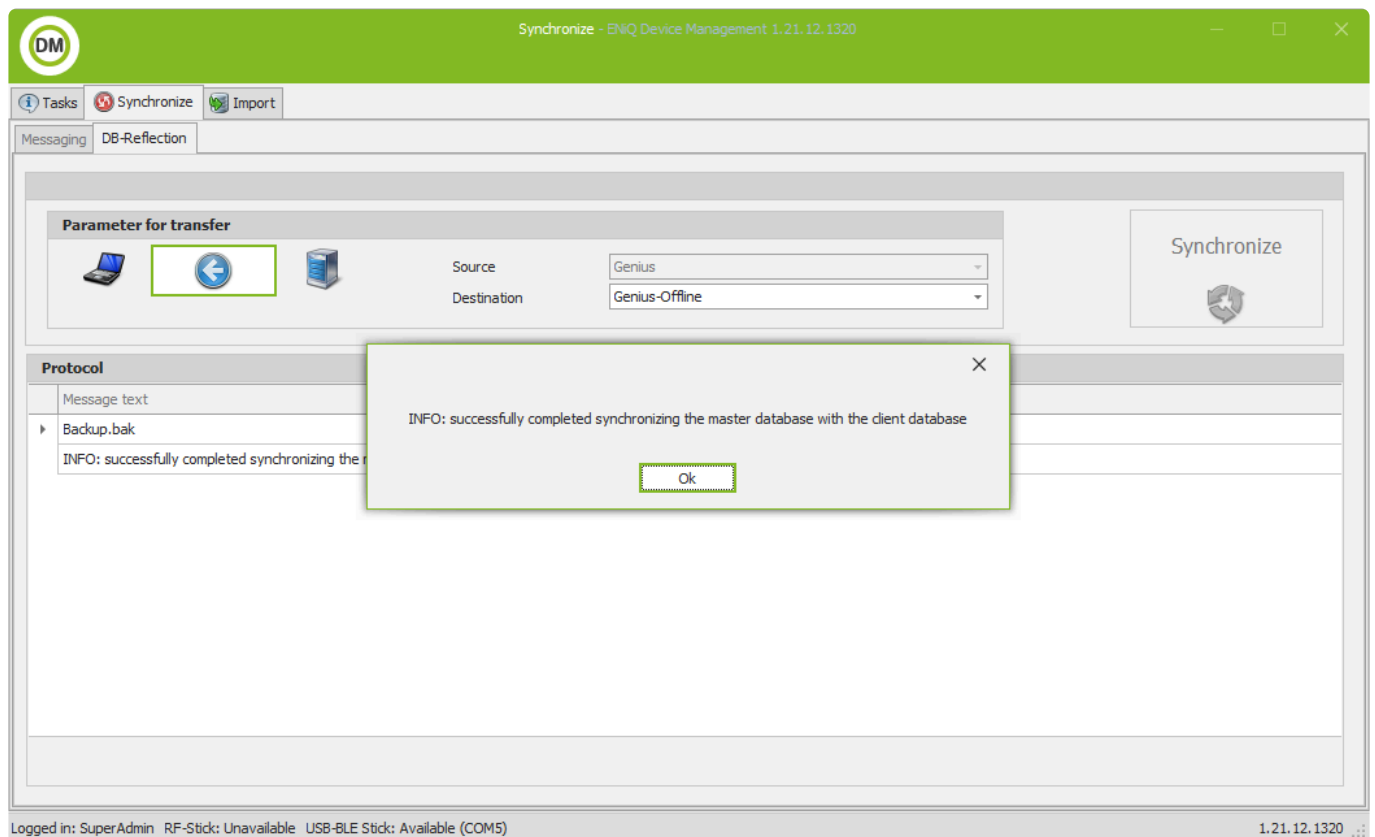 DM
Synchronize - ENiQ Device Management 1.21.12.1320
Tasks Synchronize Import
Messaging DB-Reflection
Parameter for transfer
Synchronize
Source Genius
Destination Genius-Offline
Protocol
Message text
Backup.bak
INFO: successfully completed synchronizing the
INFO: successfully completed synchronizing the master database with the client database
Ok
Logged in: SuperAdmin RF-Stick: Unavailable USB-BLE Stick: Available (COM5) 1.21.12.1320